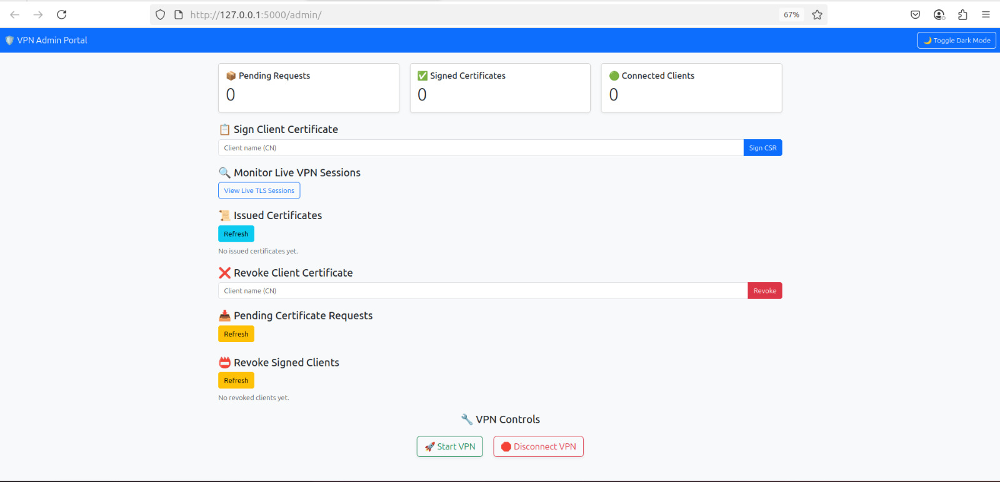 http://127.0.0.1:5000/admin/
67%
VPN Admin Portal
Toggle Dark Mode
Pending Requests
0
Signed Certificates
0
Connected Clients
0
Sign Client Certificate
Client name (CN)
Sign CSR
Monitor Live VPN Sessions
View Live TLS Sessions
Issued Certificates
Refresh
No issued certificates yet.
Revoke Client Certificate
Client name (CN)
Revoke
Pending Certificate Requests
Refresh
Revoke Signed Clients
Refresh
No revoked clients yet.
VPN Controls
Start VPN
Disconnect VPN